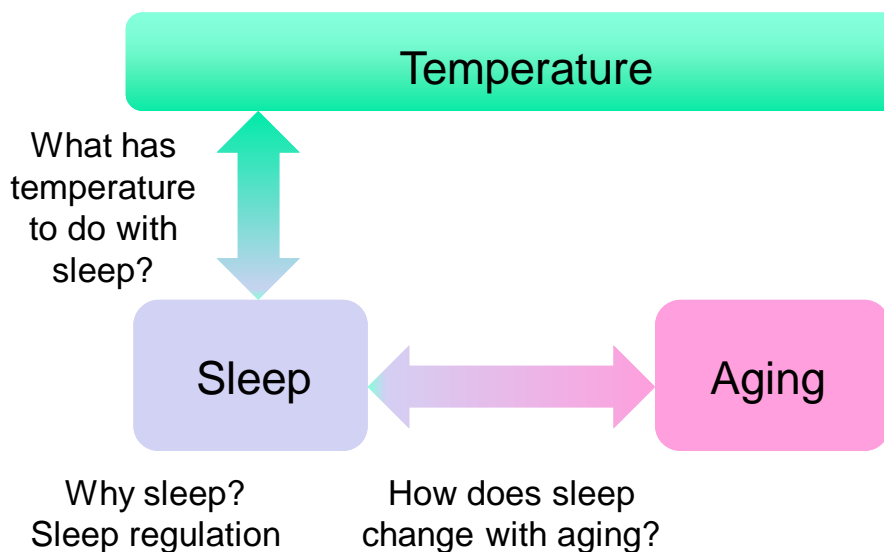 Temperature
What has
temperature
to do with
sleep?
Sleep
Aging
Why sleep?
Sleep regulation
How does sleep
change with aging?